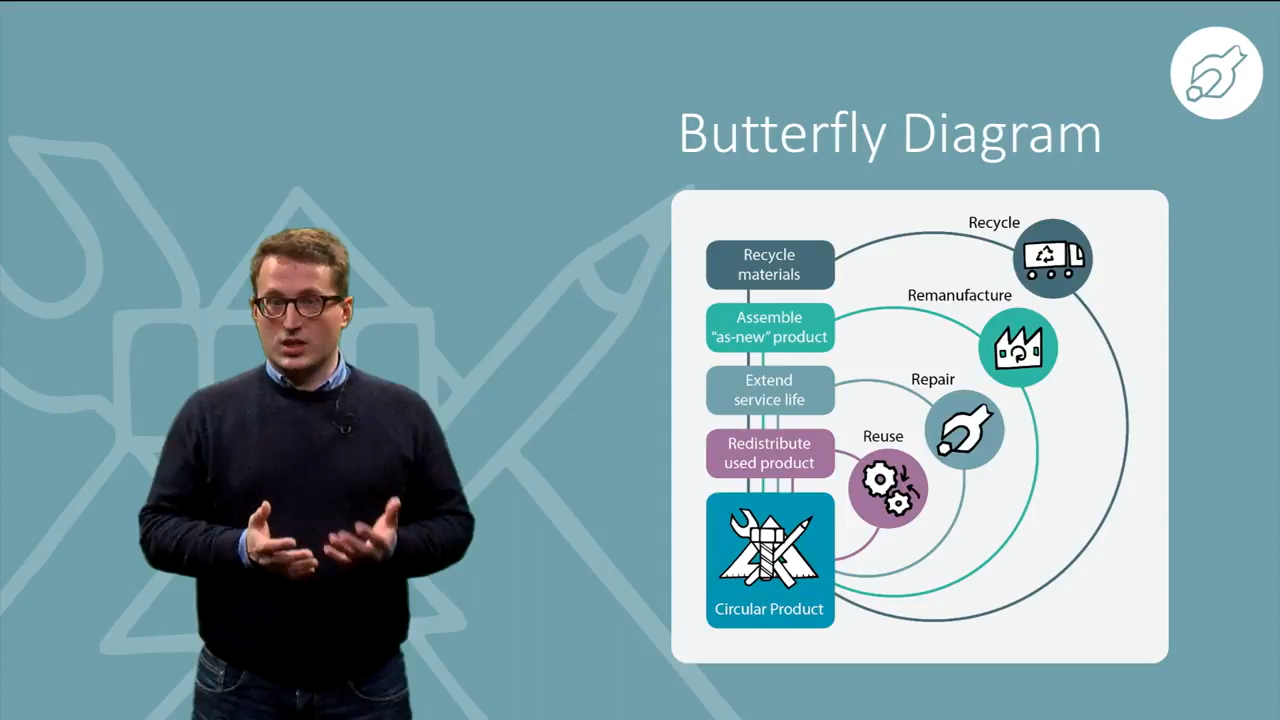 Butterfly Diagram
Recycle
Recycle
materials
Remanufacture
Assemble
“as-new” product
Repair
Extend
service life
Reuse
Redistribute
used product
Circular Product